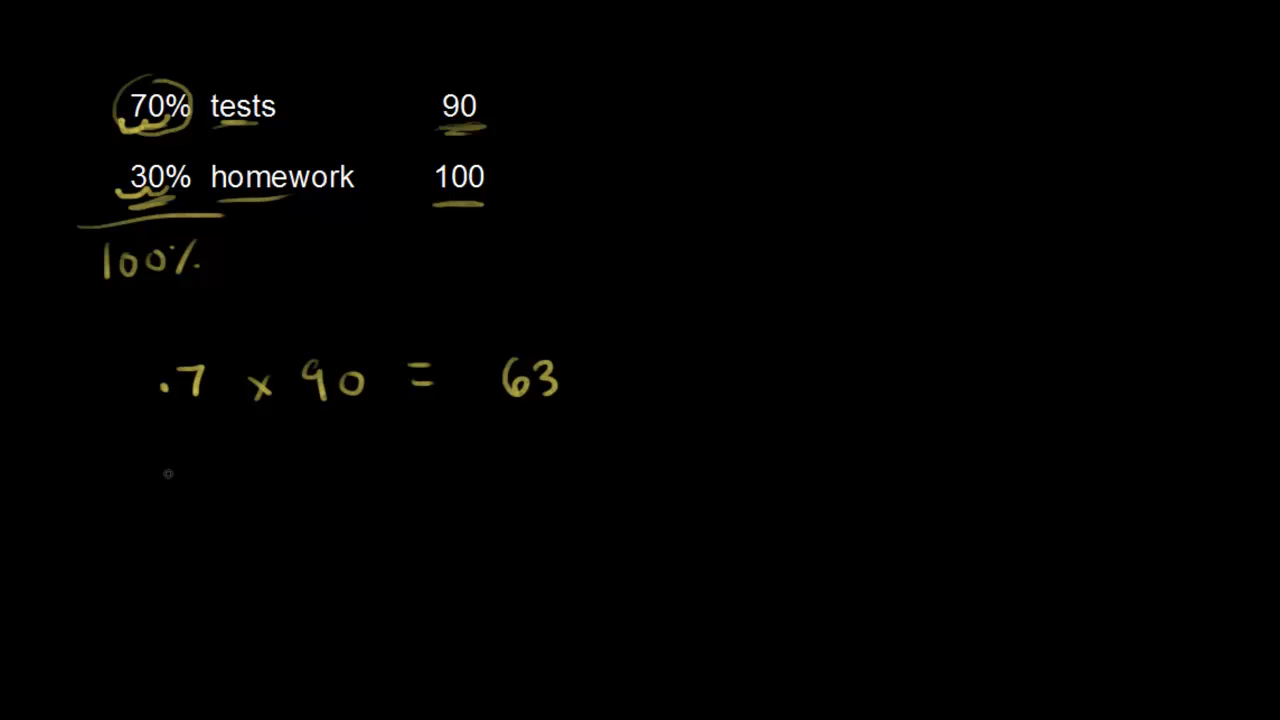 70% tests 90
30% homework 100
100%
.7 x 90 = 63